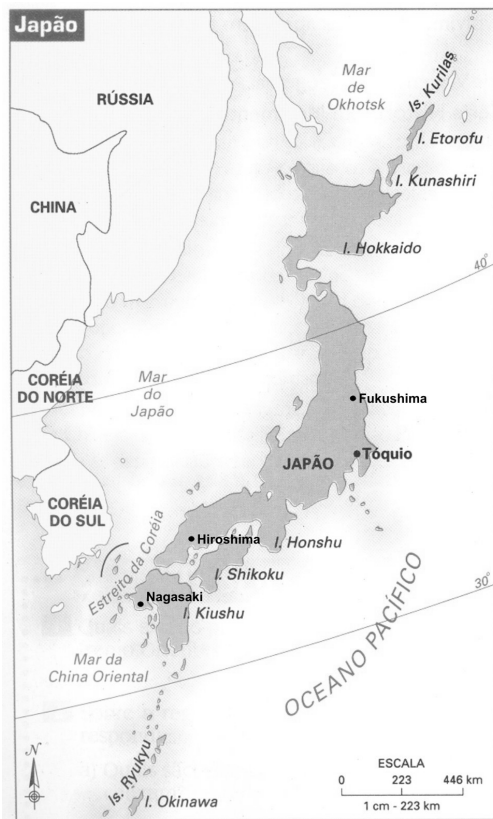 Japão
RÚSSIA
CHINA
CORÉIA
DO NORTE
CORÉIA
DO SUL
Mar
de
Okhotsk
Is. Kurilas
I. Etorofu
I. Kunashiri
I. Hokkaido
40°
Mar
do
Japão
Fukushima
JAPÃO
Tóquio
Hiroshima
I. Honshu
Estreito da Coréia
I. Shikoku
Nagasaki
I. Kiushu
30°
OCEANO PACÍFICO
Mar da
China Oriental
Is. Ryukyu
I. Okinawa
N
ESCALA
0 223 446 km
1 cm - 223 km